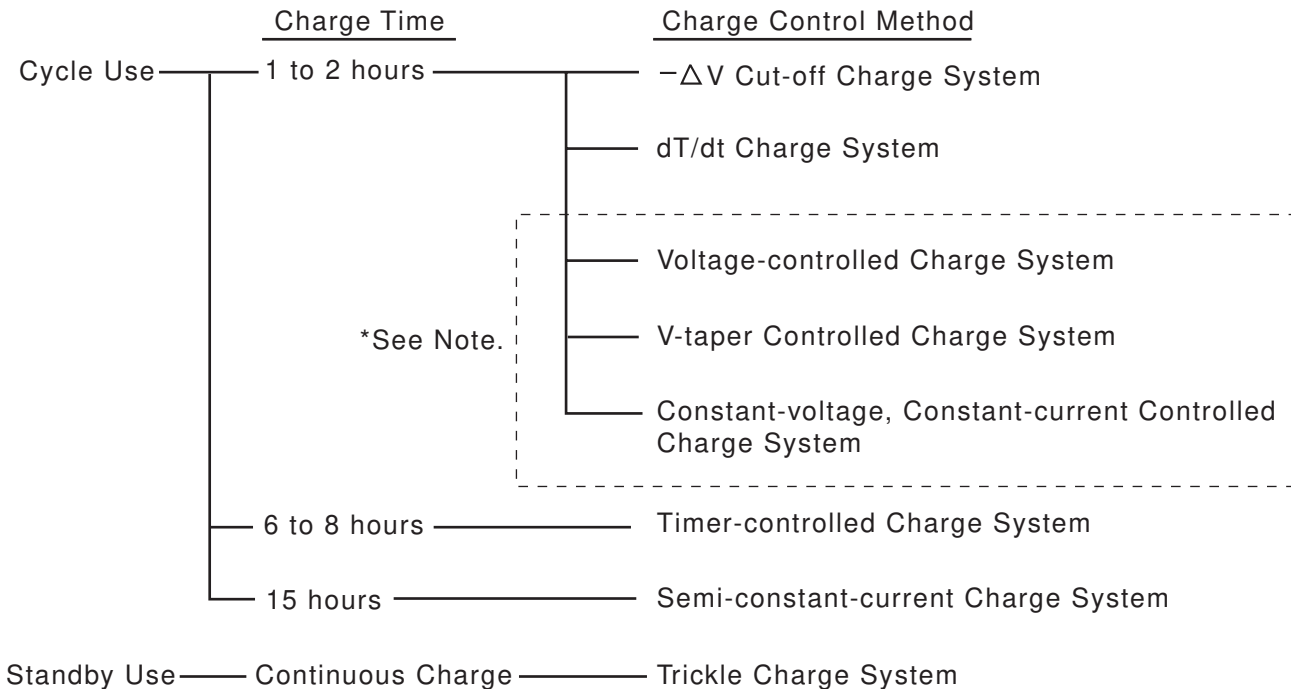 Charge Time
Charge Control Method
Cycle Use
1 to 2 hours
−△V Cut-off Charge System
dT/dt Charge System
Voltage-controlled Charge System
*See Note.
V-taper Controlled Charge System
Constant-voltage, Constant-current Controlled
Charge System
6 to 8 hours
Timer-controlled Charge System
15 hours
Semi-constant-current Charge System
Standby Use
Continuous Charge
Trickle Charge System